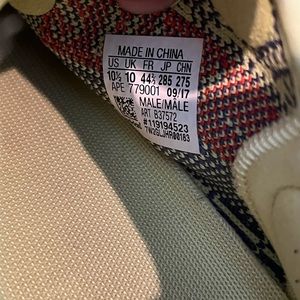 MADE IN CHINA
US UK FR JP CHN
10½ 10 44⅔ 285 275
APE 779001 09/17
MALE/MÂLE
ART B37572
#119194523